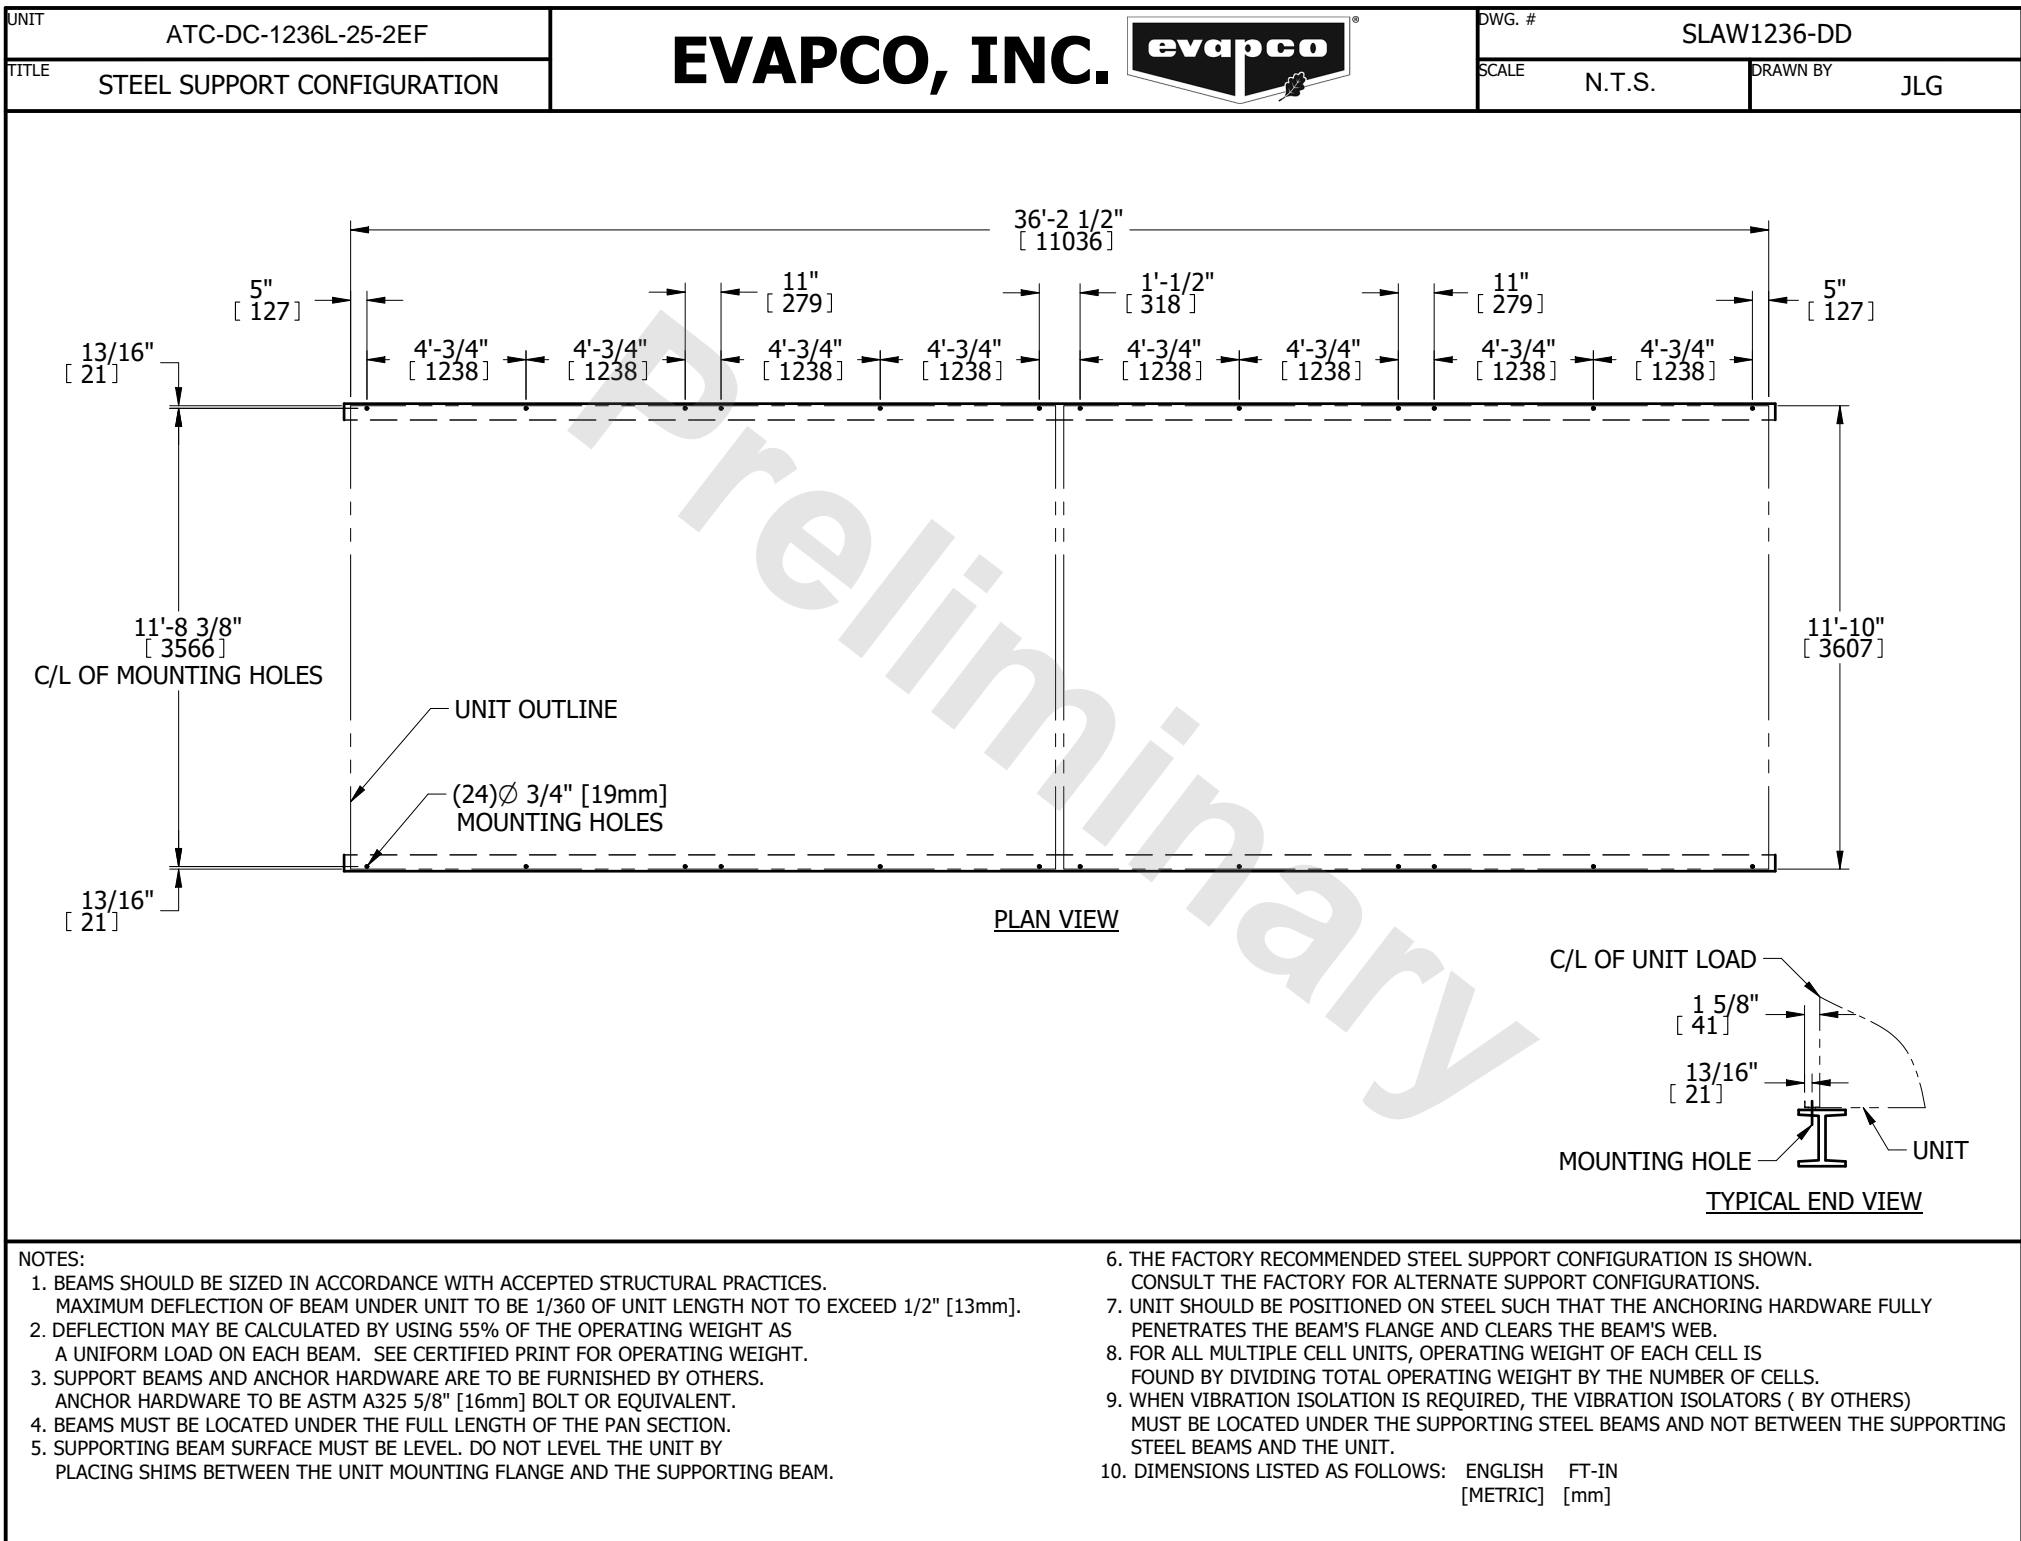 UNIT
ATC-DC-1236L-25-2EF
TITLE
STEEL SUPPORT CONFIGURATION
EVAPCO, INC.
evapco
®
DWG. #
SLAW1236-DD
SCALE
N.T.S.
DRAWN BY
JLG
36'-2 1/2"
[ 11036]
5"
[ 127]
11"
[ 279]
1'-1/2"
[ 318 ]
11"
[ 279]
5"
[ 127]
13/16"
[ 21]
4'-3/4"
[ 1238]
4'-3/4"
[ 1238]
4'-3/4"
[ 1238]
4'-3/4"
[ 1238]
4'-3/4"
[ 1238]
4'-3/4"
[ 1238]
4'-3/4"
[ 1238]
4'-3/4"
[ 1238]
11'-8 3/8"
[ 3566]
C/L OF MOUNTING HOLES
11'-10"
[ 3607]
UNIT OUTLINE
(24)∅ 3/4" [19mm]
MOUNTING HOLES
13/16"
[ 21]
PLAN VIEW
Preliminary
C/L OF UNIT LOAD
1 5/8"
[ 41]
13/16"
[ 21]
MOUNTING HOLE
UNIT
TYPICAL END VIEW
NOTES:
1. BEAMS SHOULD BE SIZED IN ACCORDANCE WITH ACCEPTED STRUCTURAL PRACTICES.
MAXIMUM DEFLECTION OF BEAM UNDER UNIT TO BE 1/360 OF UNIT LENGTH NOT TO EXCEED 1/2" [13mm].
2. DEFLECTION MAY BE CALCULATED BY USING 55% OF THE OPERATING WEIGHT AS
A UNIFORM LOAD ON EACH BEAM. SEE CERTIFIED PRINT FOR OPERATING WEIGHT.
3. SUPPORT BEAMS AND ANCHOR HARDWARE ARE TO BE FURNISHED BY OTHERS.
ANCHOR HARDWARE TO BE ASTM A325 5/8" [16mm] BOLT OR EQUIVALENT.
4. BEAMS MUST BE LOCATED UNDER THE FULL LENGTH OF THE PAN SECTION.
5. SUPPORTING BEAM SURFACE MUST BE LEVEL. DO NOT LEVEL THE UNIT BY
PLACING SHIMS BETWEEN THE UNIT MOUNTING FLANGE AND THE SUPPORTING BEAM.
6. THE FACTORY RECOMMENDED STEEL SUPPORT CONFIGURATION IS SHOWN.
CONSULT THE FACTORY FOR ALTERNATE SUPPORT CONFIGURATIONS.
7. UNIT SHOULD BE POSITIONED ON STEEL SUCH THAT THE ANCHORING HARDWARE FULLY
PENETRATES THE BEAM'S FLANGE AND CLEARS THE BEAM'S WEB.
8. FOR ALL MULTIPLE CELL UNITS, OPERATING WEIGHT OF EACH CELL IS
FOUND BY DIVIDING TOTAL OPERATING WEIGHT BY THE NUMBER OF CELLS.
9. WHEN VIBRATION ISOLATION IS REQUIRED, THE VIBRATION ISOLATORS ( BY OTHERS)
MUST BE LOCATED UNDER THE SUPPORTING STEEL BEAMS AND NOT BETWEEN THE SUPPORTING
STEEL BEAMS AND THE UNIT.
10. DIMENSIONS LISTED AS FOLLOWS: ENGLISH FT-IN
[METRIC] [mm]